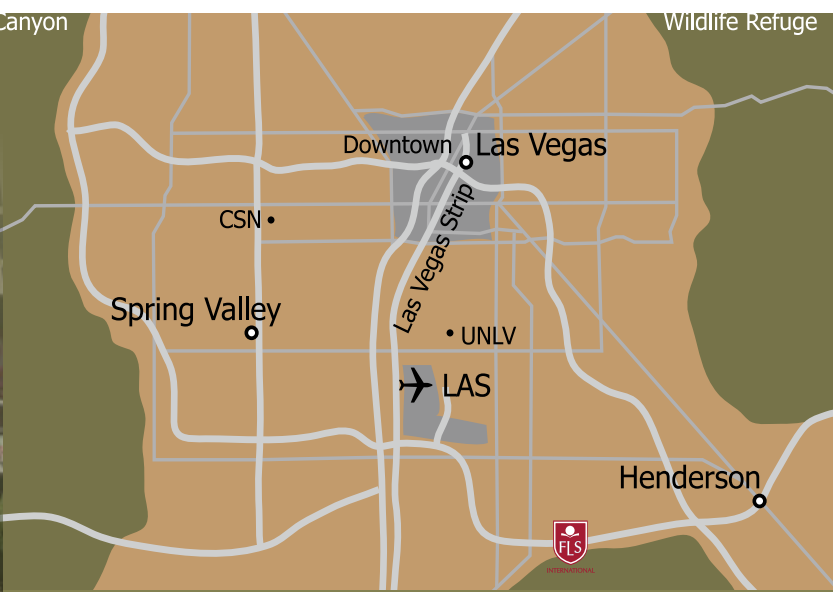 Canyon
Wildlife Refuge
Downtown
Las Vegas
Las Vegas Strip
CSN
Spring Valley
UNLV
LAS
Henderson
FLS
INTERNATIONAL